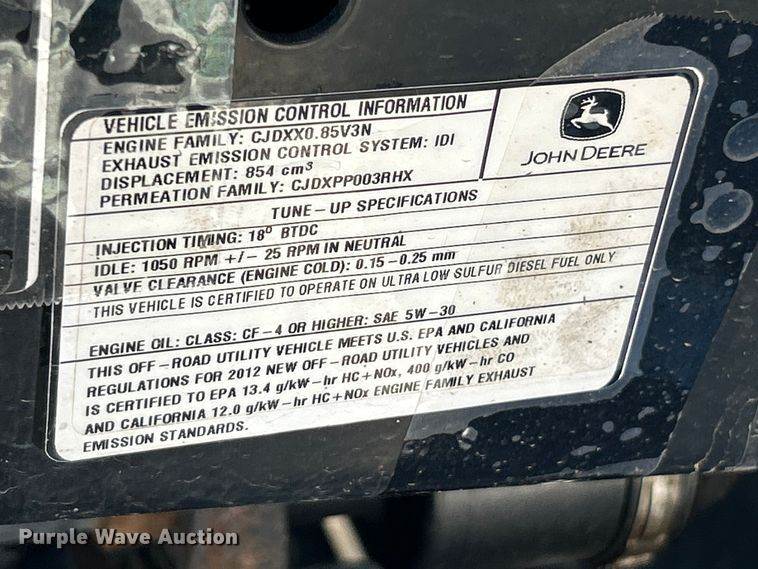 VEHICLE EMISSION CONTROL INFORMATION
ENGINE FAMILY: CJDXX0.85V3N
EXHAUST EMISSION CONTROL SYSTEM: IDI
DISPLACEMENT: 854 cm³
PERMEATION FAMILY: CJDXPP003RHX
JOHN DEERE
TUNE-UP SPECIFICATIONS
INJECTION TIMING: 18º BTDC
IDLE: 1050 RPM +/- 25 RPM IN NEUTRAL
VALVE CLEARANCE (ENGINE COLD): 0.15-0.25 mm
THIS VEHICLE IS CERTIFIED TO OPERATE ON ULTRA LOW SULFUR DIESEL FUEL ONLY
ENGINE OIL: CLASS: CF-4 OR HIGHER: SAE 5W-30
THIS OFF-ROAD UTILITY VEHICLE MEETS U.S. EPA AND CALIFORNIA
REGULATIONS FOR 2012 NEW OFF-ROAD UTILITY VEHICLES AND
IS CERTIFIED TO EPA 13.4 g/kW-hr HC+NOx, 400 g/kW-hr CO
AND CALIFORNIA 12.0 g/kW-hr HC+NOx ENGINE FAMILY EXHAUST
EMISSION STANDARDS.
Purple Wave Auction